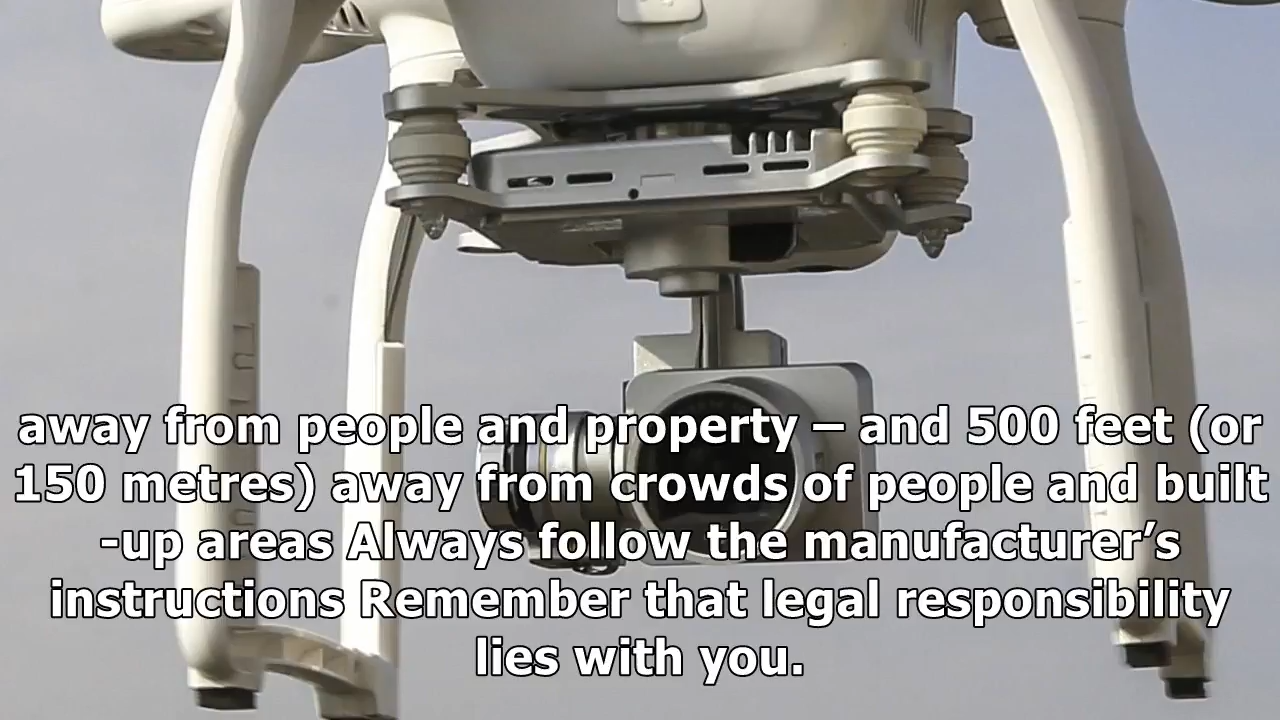 away from people and property – and 500 feet (or
150 metres) away from crowds of people and built
-up areas Always follow the manufacturer’s
instructions Remember that legal responsibility
lies with you.